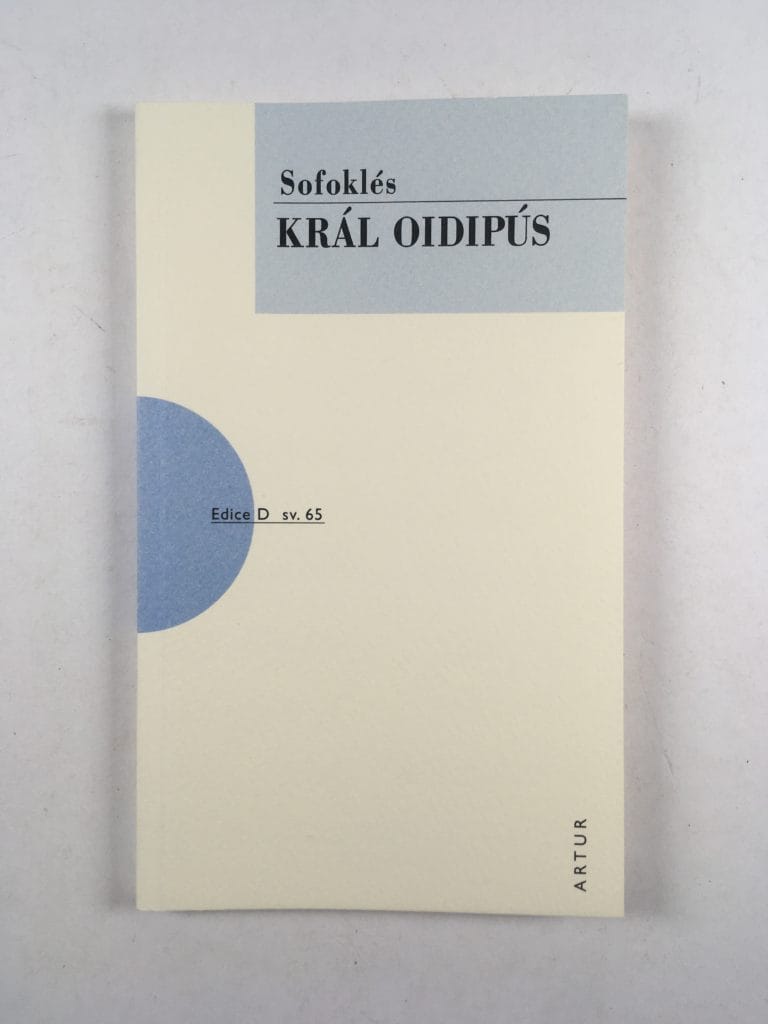 Sofoklés
KRÁL OIDIPÚS
Edice D sv. 65
ARTUR